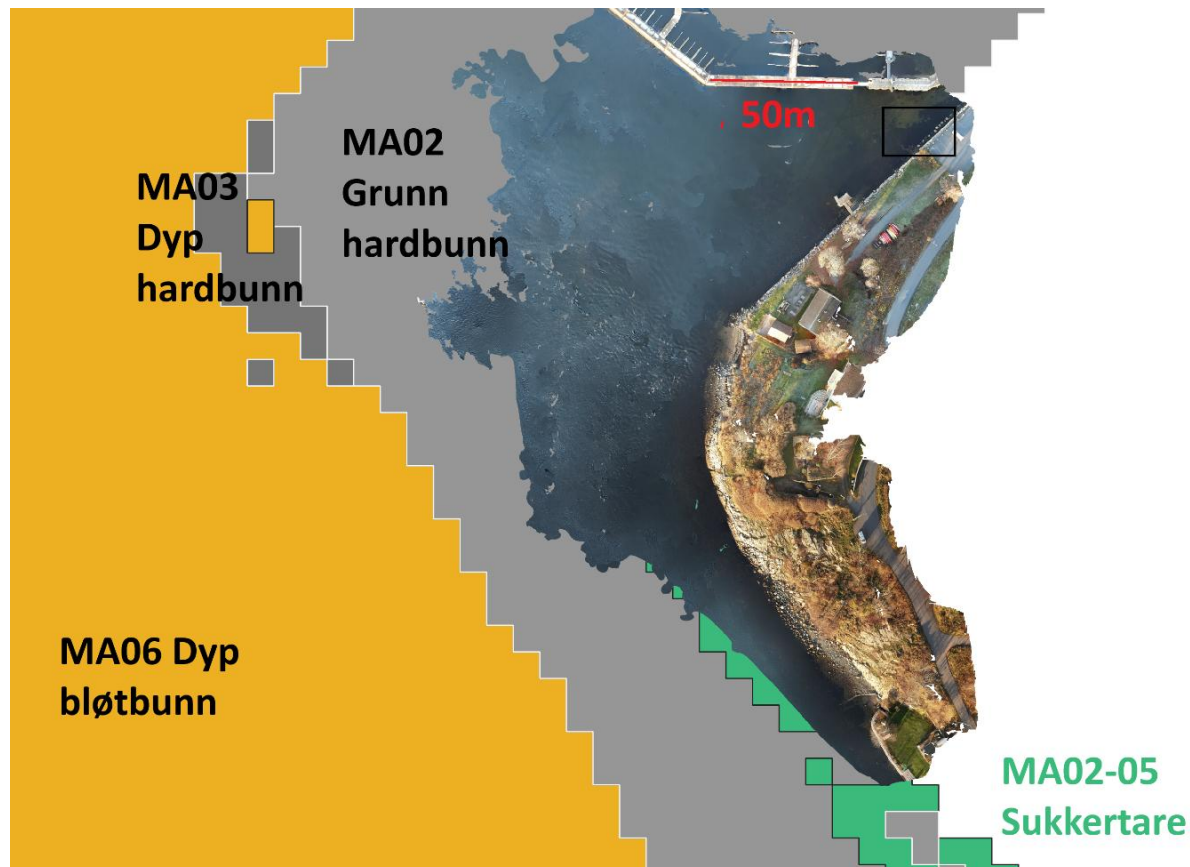 MA03
Dyp
hardbunn
MA02
Grunn
hardbunn
50m
MA06 Dyp
bløtbunn
MA02-05
Sukkertare